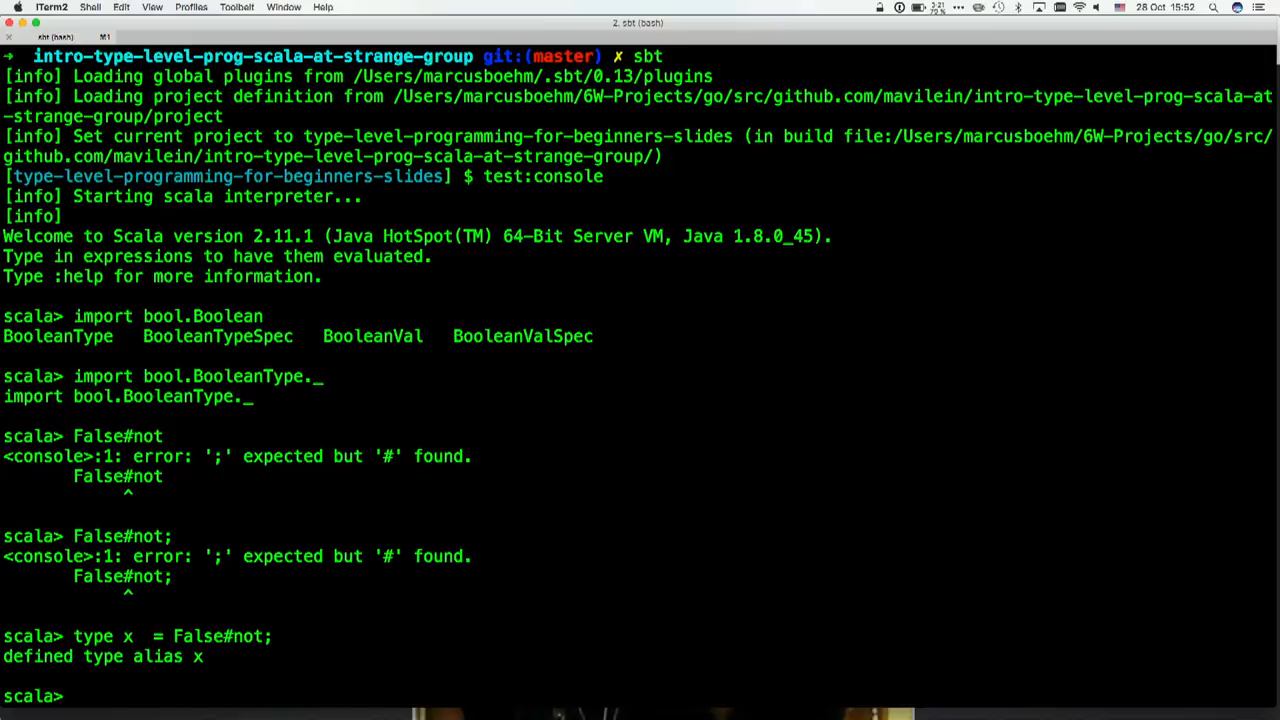 iTerm2 Shell Edit View Profiles Toolbelt Window Help 3:21 79 % 28 Oct 15:52
2. sbt (bash)
sbt (bash) ⌘1
→ intro-type-level-prog-scala-at-strange-group git:(master) ✗ sbt
[info] Loading global plugins from /Users/marcusboehm/.sbt/0.13/plugins
[info] Loading project definition from /Users/marcusboehm/6W-Projects/go/src/github.com/mavilein/intro-type-level-prog-scala-at
-strange-group/project
[info] Set current project to type-level-programming-for-beginners-slides (in build file:/Users/marcusboehm/6W-Projects/go/src/
github.com/mavilein/intro-type-level-prog-scala-at-strange-group/)
[type-level-programming-for-beginners-slides] $ test:console
[info] Starting scala interpreter...
[info]
Welcome to Scala version 2.11.1 (Java HotSpot(TM) 64-Bit Server VM, Java 1.8.0_45).
Type in expressions to have them evaluated.
Type :help for more information.
scala> import bool.Boolean
BooleanType BooleanTypeSpec BooleanVal BooleanValSpec
scala> import bool.BooleanType._
import bool.BooleanType._
scala> False#not
<console>:1: error: ';' expected but '#' found.
False#not
^
scala> False#not;
<console>:1: error: ';' expected but '#' found.
False#not;
^
scala> type x  = False#not;
defined type alias x
scala>